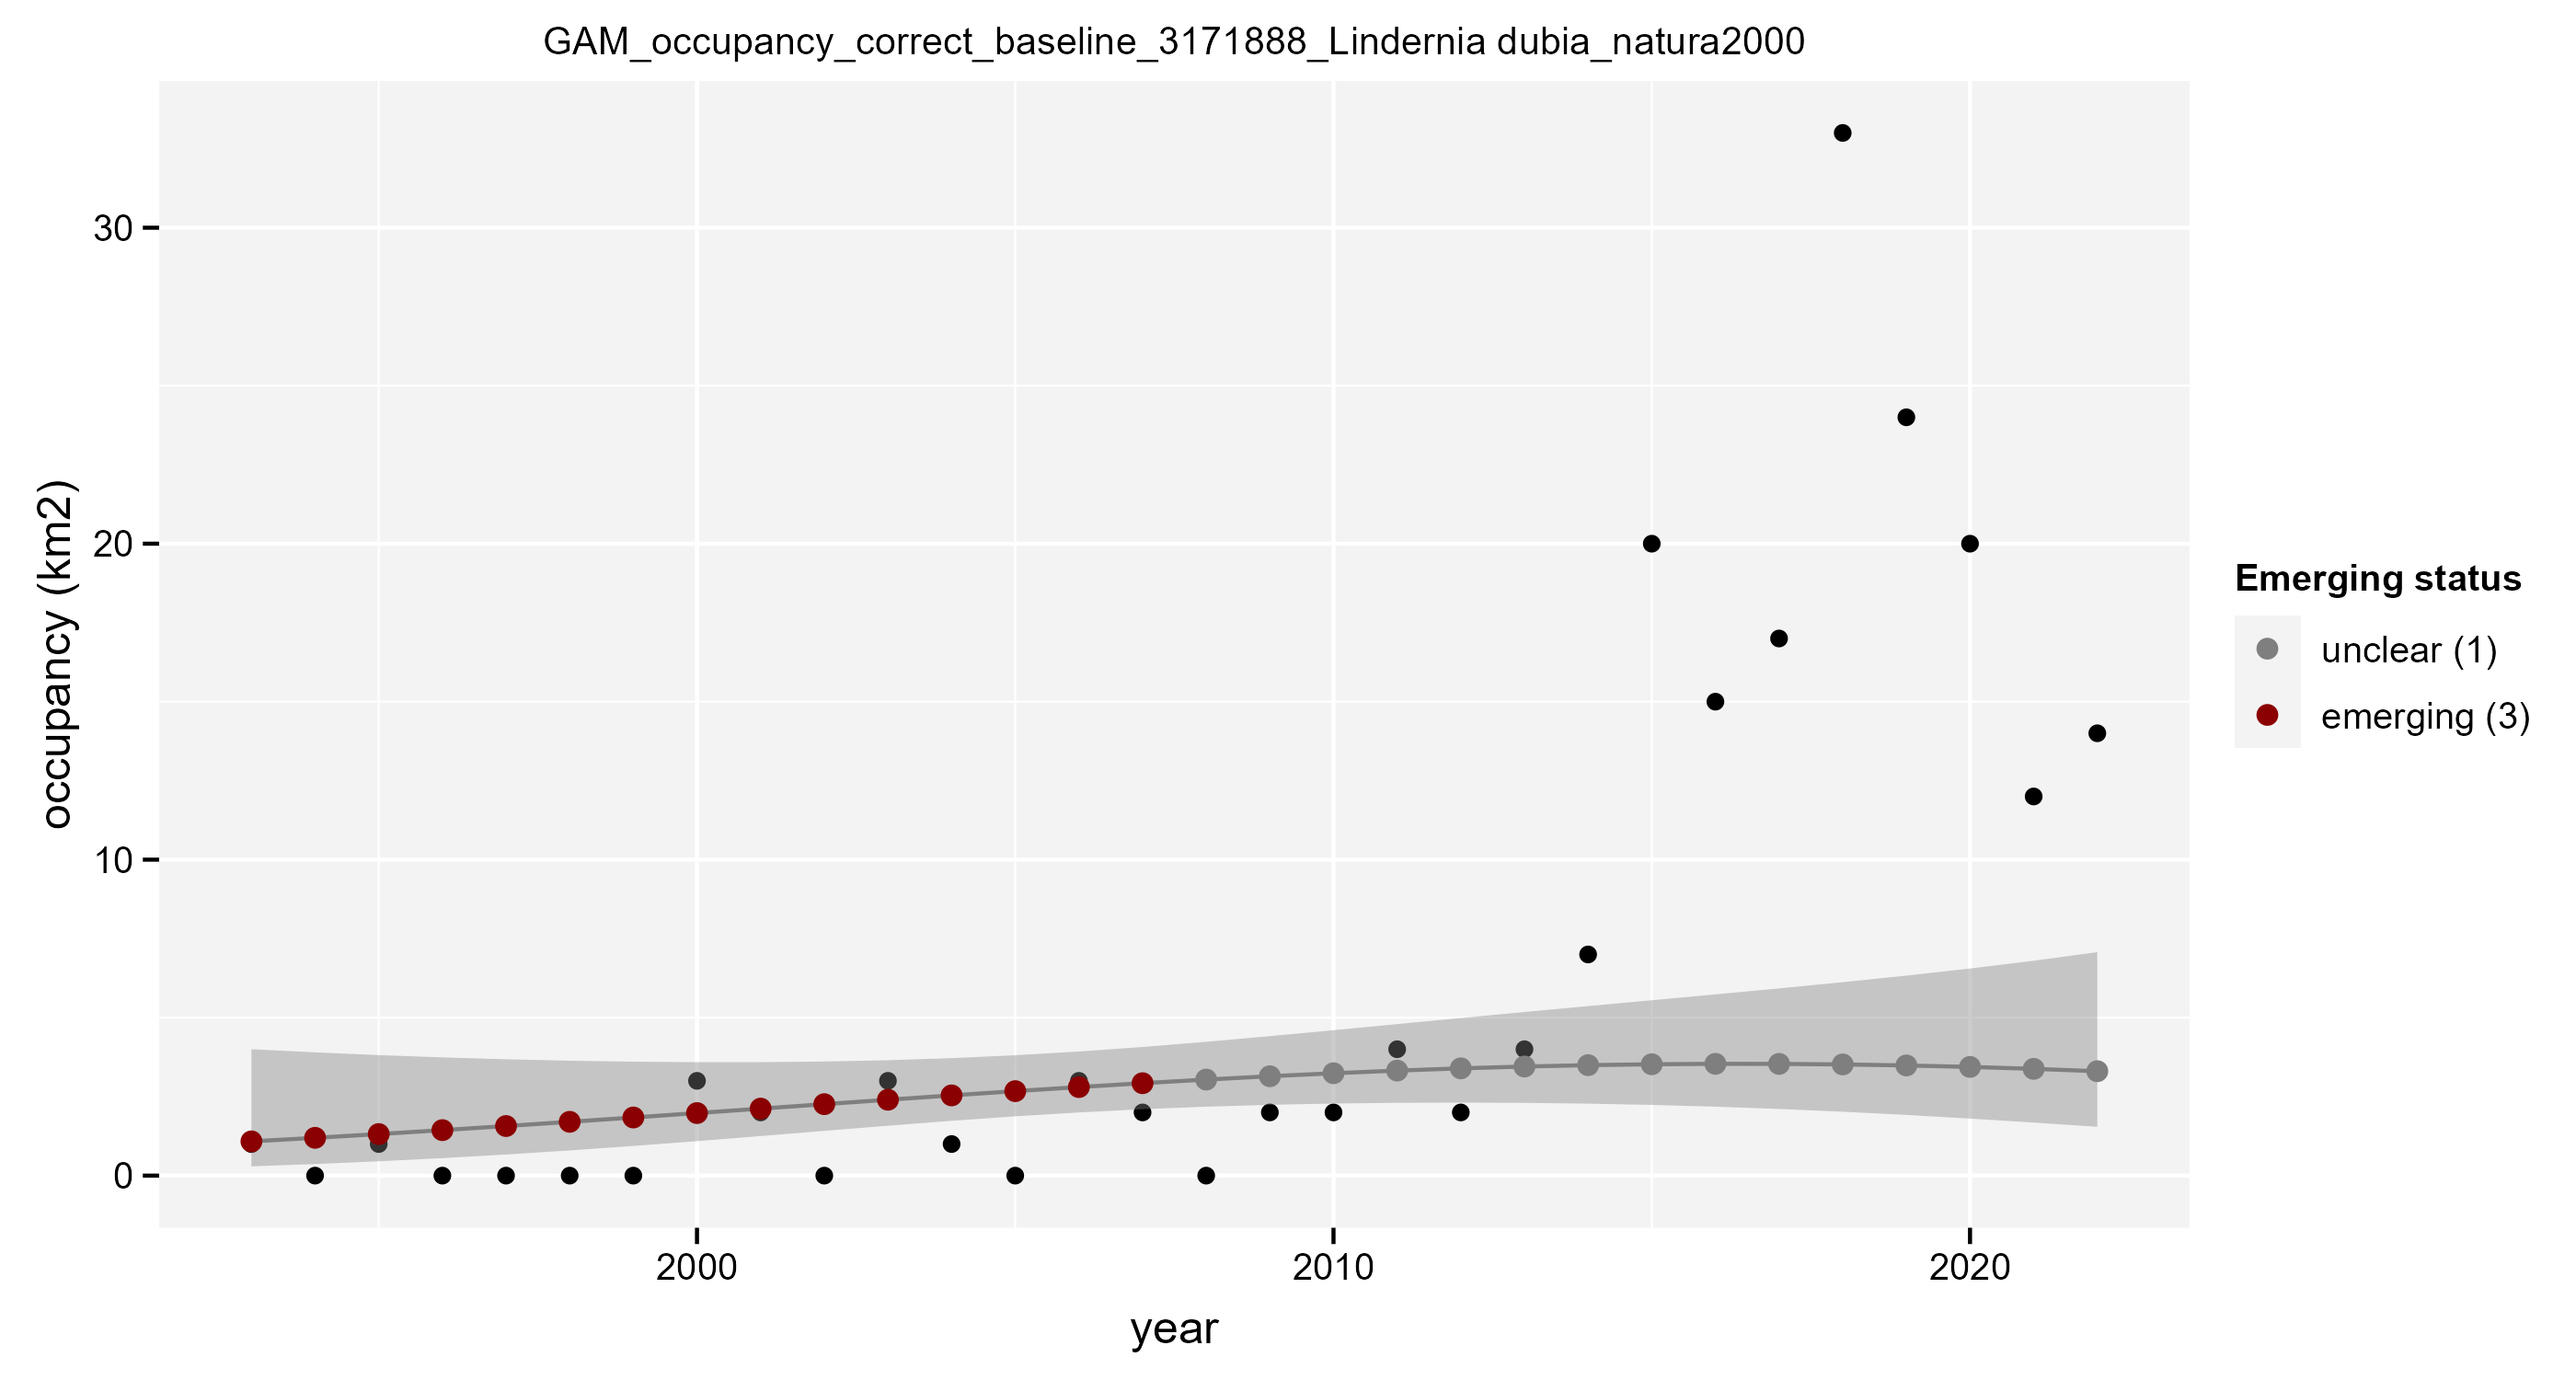 GAM_occupancy_correct_baseline_3171888_Lindernia dubia_natura2000
occupancy (km2)
30
20
10
0
2000
2010
2020
year
Emerging status
unclear (1)
emerging (3)